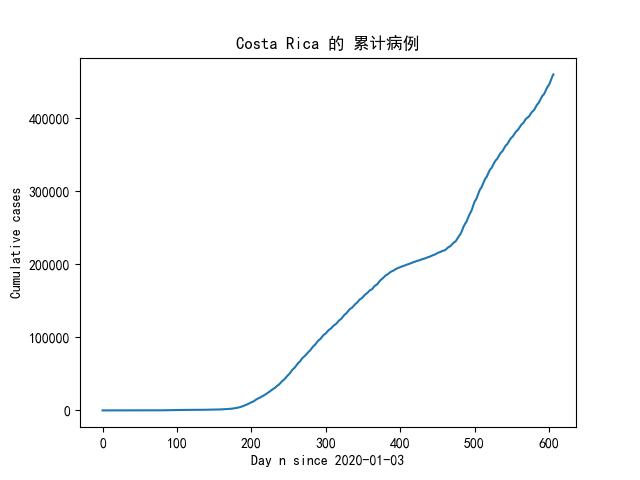 Costa Rica 的 累计病例
400000
300000
200000
100000
0
Cumulative cases
0 100 200 300 400 500 600
Day n since 2020-01-03